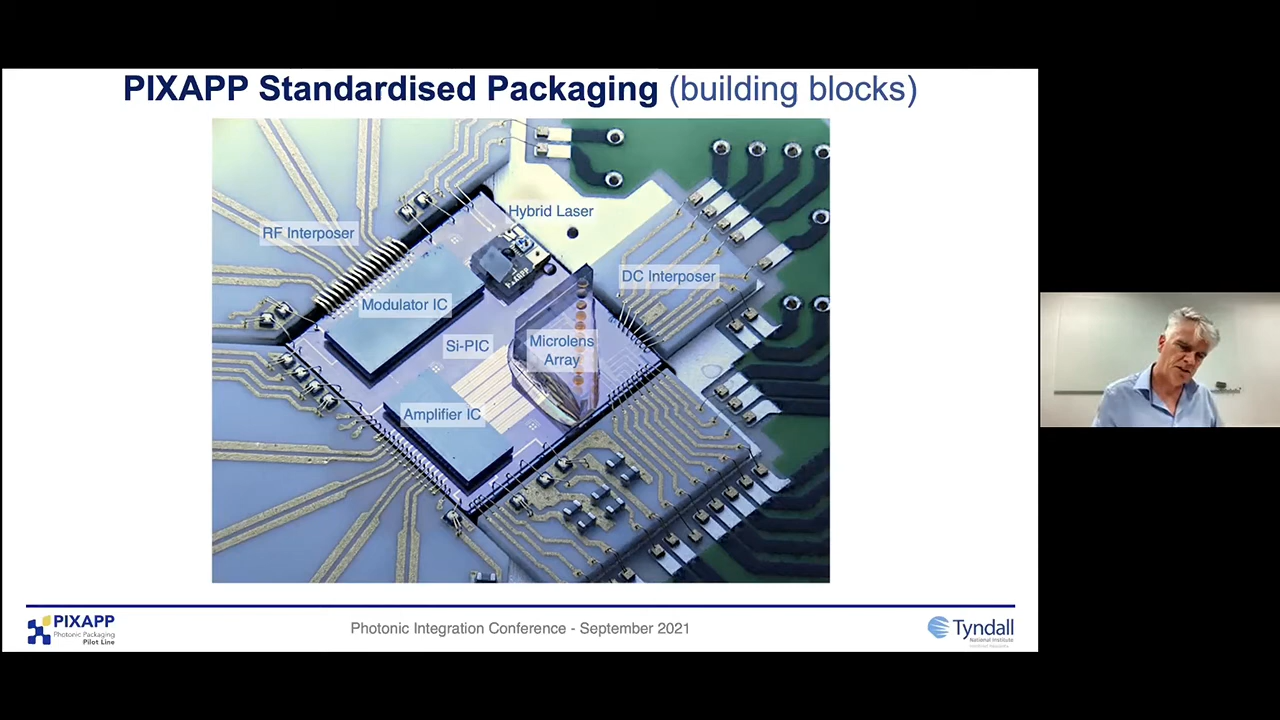 PIXAPP Standardised Packaging (building blocks)
Hybrid Laser
RF Interposer
DC Interposer
Modulator IC
Si-PIC
Microlens
Array
Amplifier IC
PIXAPP
Photonic Packaging
Pilot Line
Photonic Integration Conference - September 2021
Tyndall
National Institute